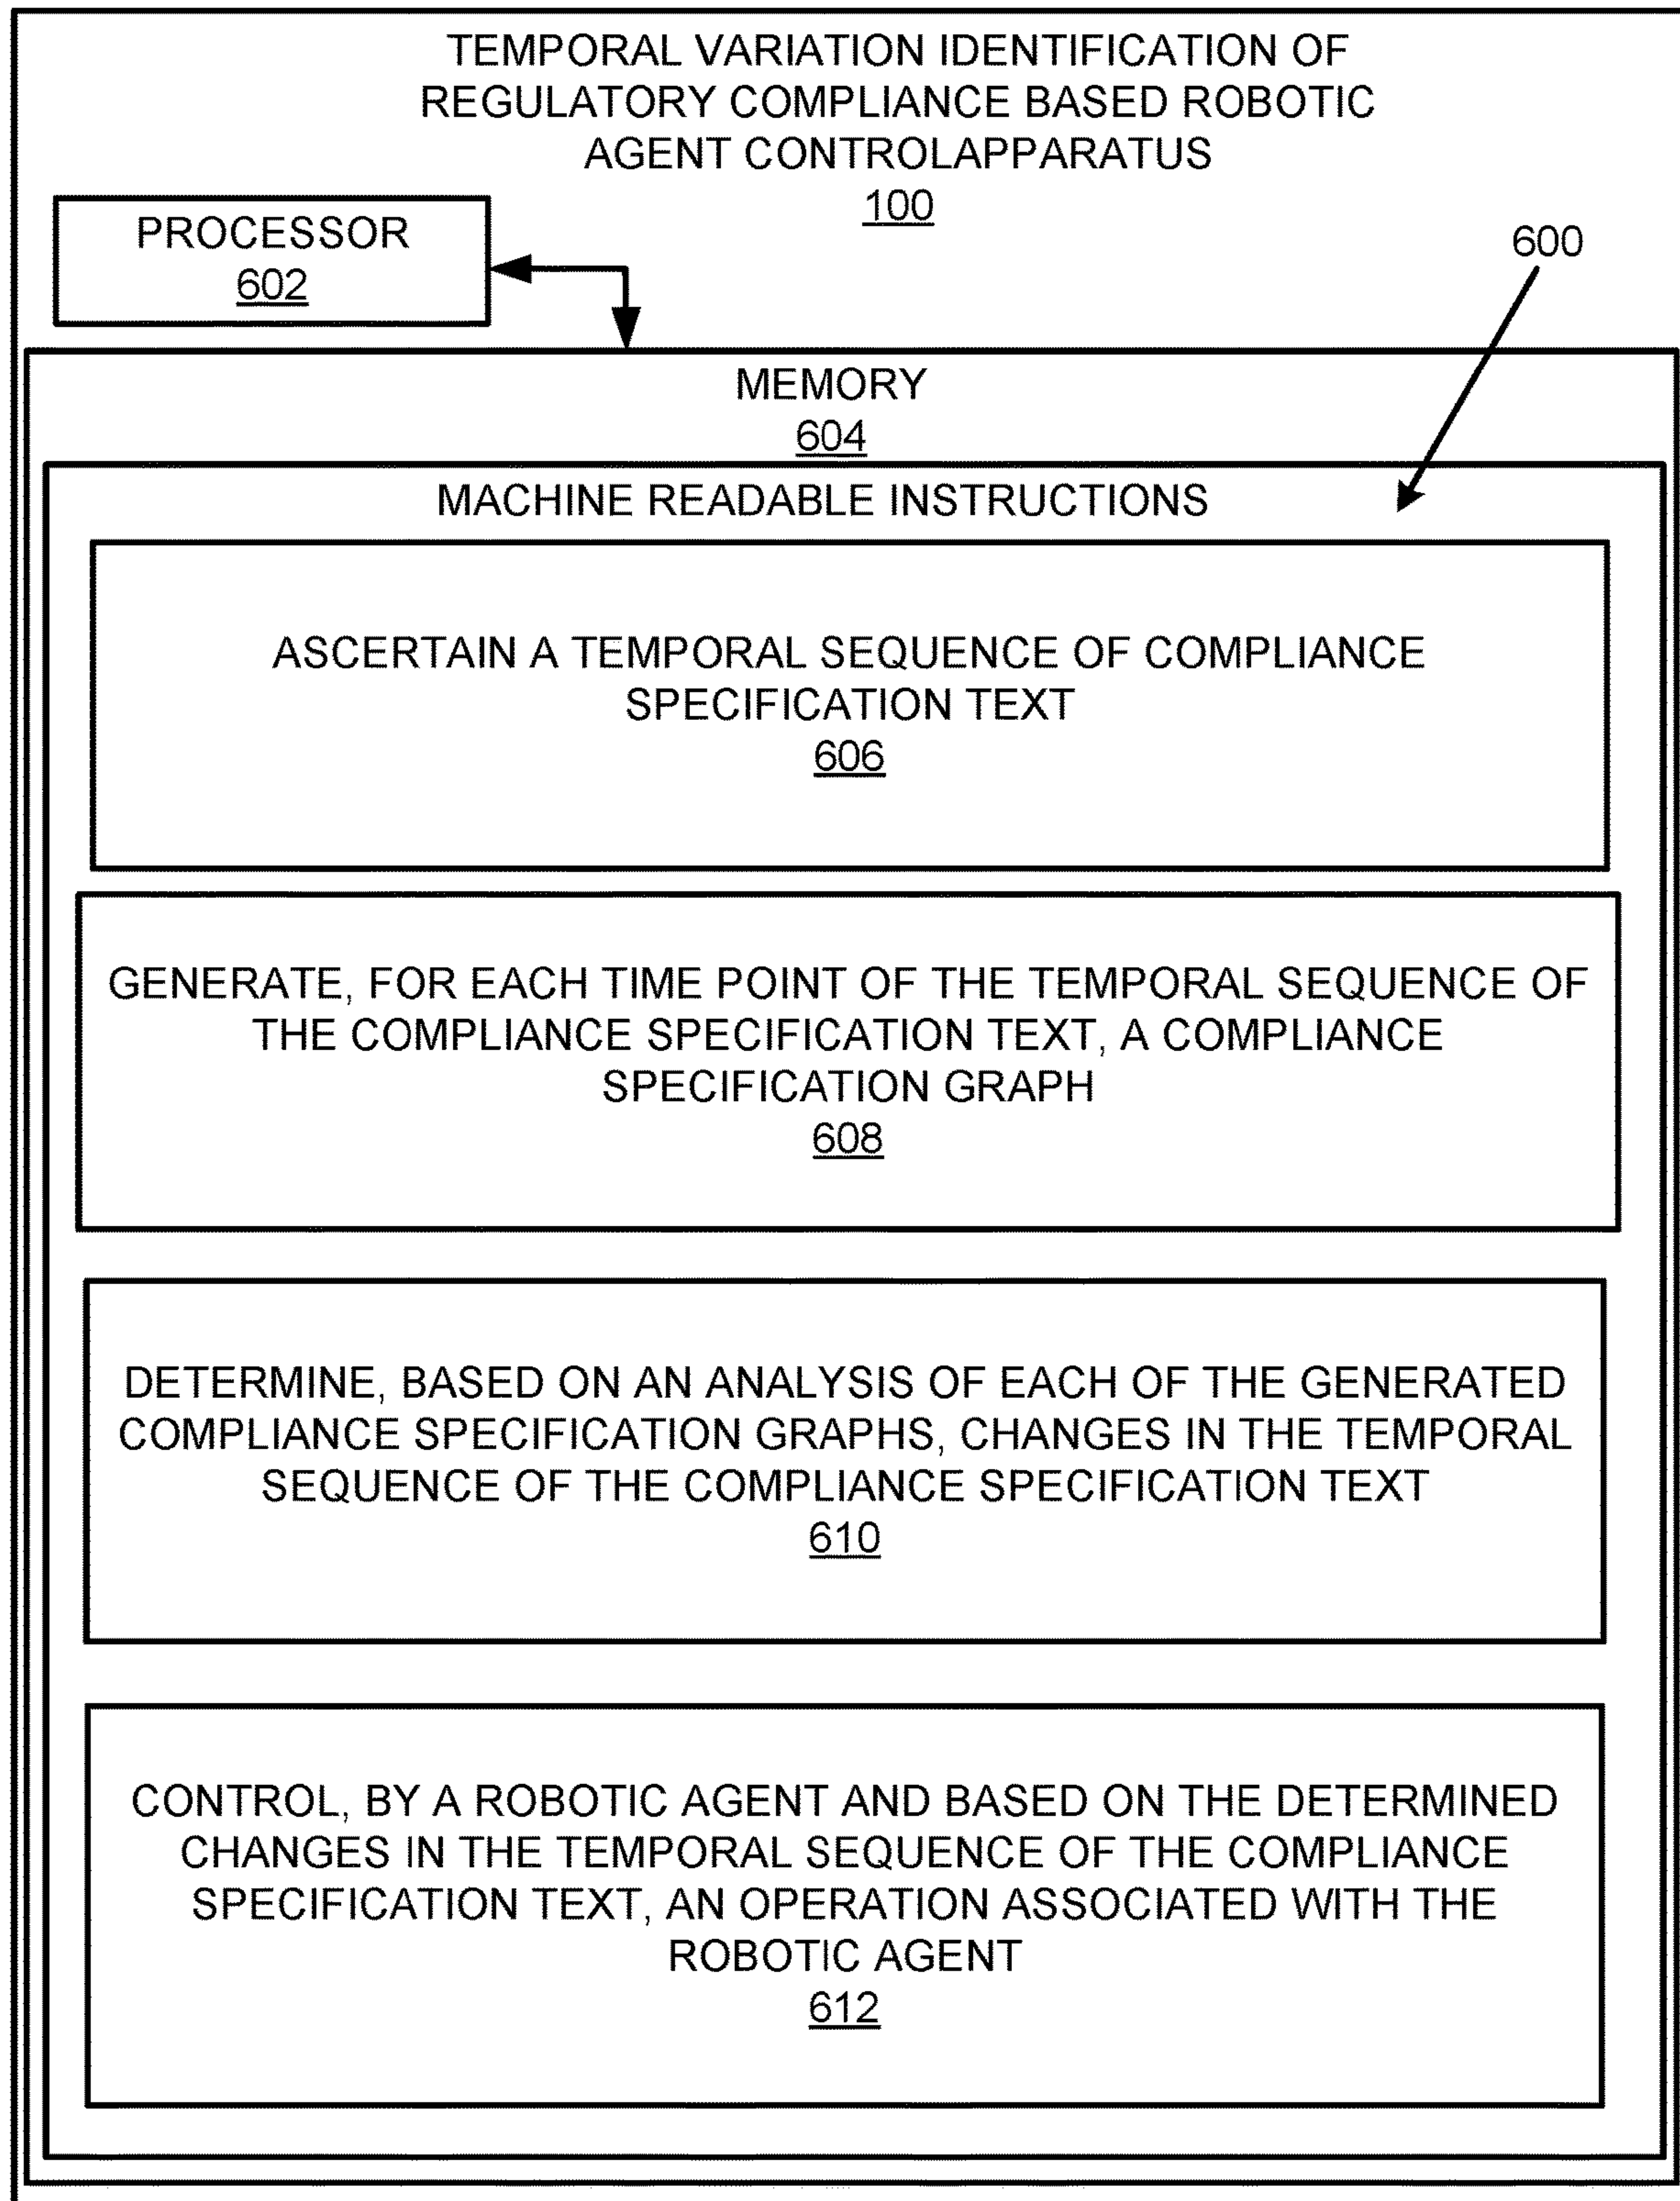 TEMPORAL VARIATION IDENTIFICATION OF
REGULATORY COMPLIANCE BASED ROBOTIC
AGENT CONTROLAPPARATUS
100
PROCESSOR
602
600
MEMORY
604
MACHINE READABLE INSTRUCTIONS
ASCERTAIN A TEMPORAL SEQUENCE OF COMPLIANCE
SPECIFICATION TEXT
606
GENERATE, FOR EACH TIME POINT OF THE TEMPORAL SEQUENCE OF
THE COMPLIANCE SPECIFICATION TEXT, A COMPLIANCE
SPECIFICATION GRAPH
608
DETERMINE, BASED ON AN ANALYSIS OF EACH OF THE GENERATED
COMPLIANCE SPECIFICATION GRAPHS, CHANGES IN THE TEMPORAL
SEQUENCE OF THE COMPLIANCE SPECIFICATION TEXT
610
CONTROL, BY A ROBOTIC AGENT AND BASED ON THE DETERMINED
CHANGES IN THE TEMPORAL SEQUENCE OF THE COMPLIANCE
SPECIFICATION TEXT, AN OPERATION ASSOCIATED WITH THE
ROBOTIC AGENT
612